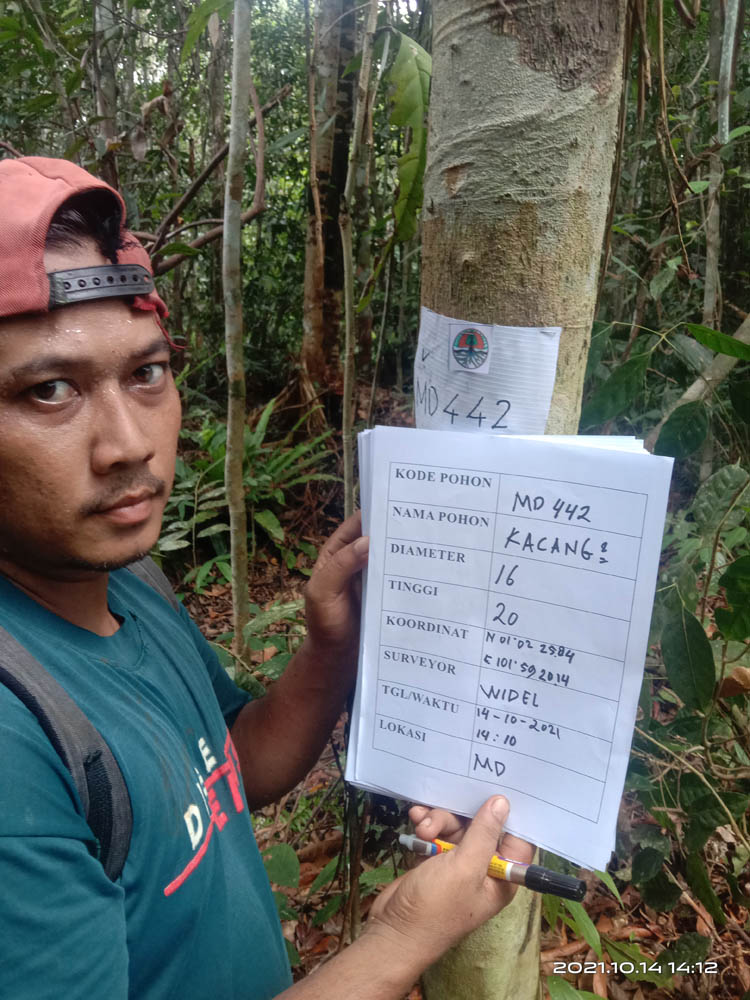 MD 442
KODE POHON MD 442
NAMA POHON KACANG²
DIAMETER 16
TINGGI 20
KOORDINAT N 01°02 25.84
E 101°59 20.14
SURVEYOR WIDEL
TGL/WAKTU 14-10-2021
14:10
LOKASI MD
2021.10.14 14:12